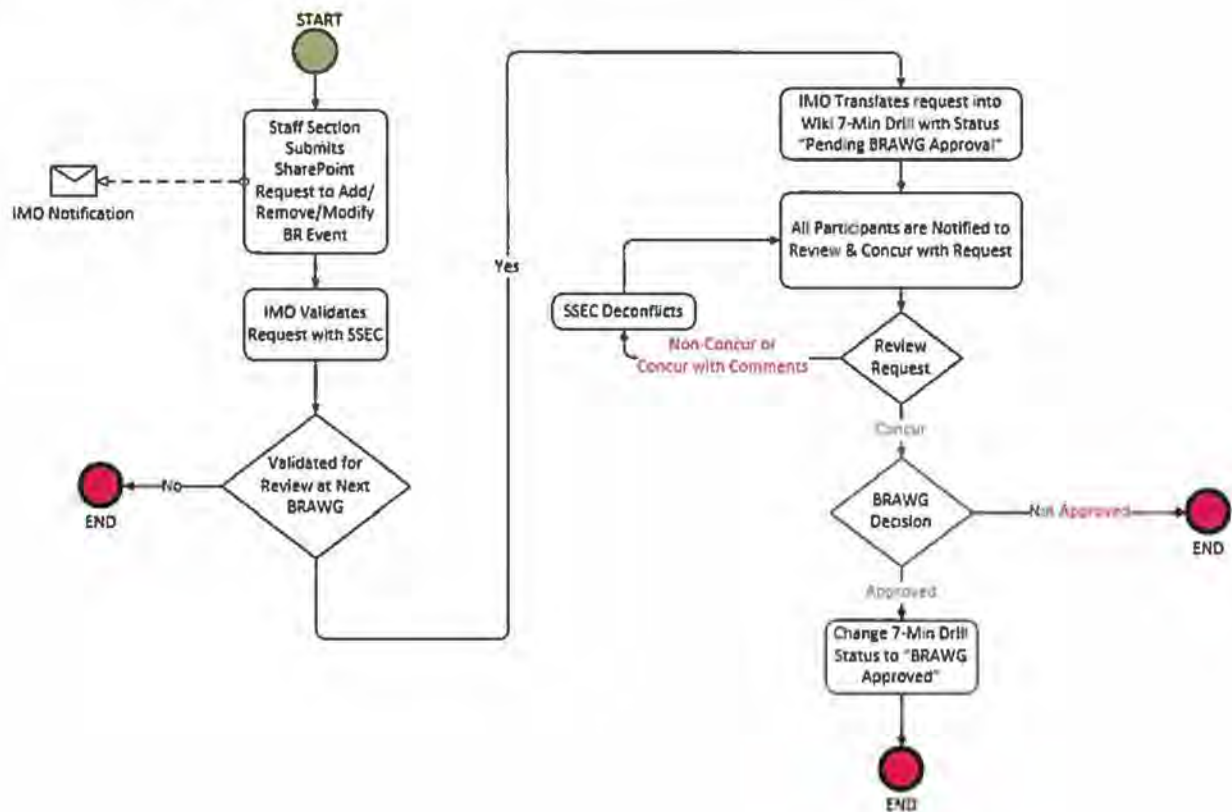 START
Staff Section
Submits
SharePoint
Request to Add/
Remove/Modify
BR Event
IMO Notification
IMO Validates
Request with SSEC
Validated for
Review at Next
BRAWG
No
END
Yes
IMO Translates request into
Wiki 7-Min Drill with Status
"Pending BRAWG Approval"
All Participants are Notified to
Review & Concur with Request
SSEC Deconflicts
Non-Concur or
Concur with Comments
Review
Request
Concur
BRAWG
Decision
Not Approved
END
Approved
Change 7-Min Drill
Status to "BRAWG
Approved"
END